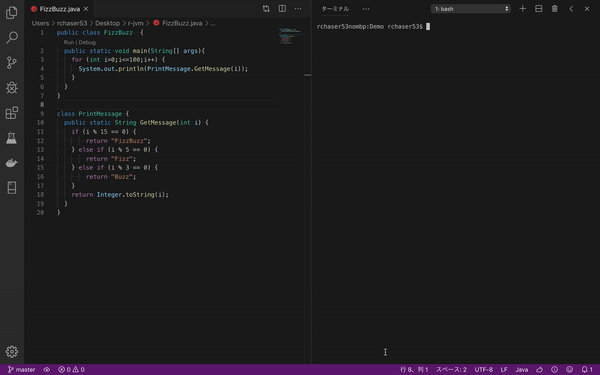 FizzBuzz.java
ターミナル
1: bash
Users > rchaser53 > Desktop > r-jvm > FizzBuzz.java > ...
rchaser53nombp:Demo rchaser53$
1 public class FizzBuzz {
Run | Debug
2 public static void main(String[] args){
3 for (int i=0;i<=100;i++) {
4 System.out.println(PrintMessage.GetMessage(i));
5 }
6 }
7 }
8
9 class PrintMessage {
10 public static String GetMessage(int i) {
11 if (i % 15 == 0) {
12 return "FizzBuzz";
13 } else if (i % 5 == 0) {
14 return "Fizz";
15 } else if (i % 3 == 0) {
16 return "Buzz";
17 }
18 return Integer.toString(i);
19 }
20 }
master
0 0
行 8、列 1
スペース: 2
UTF-8
LF
Java
1